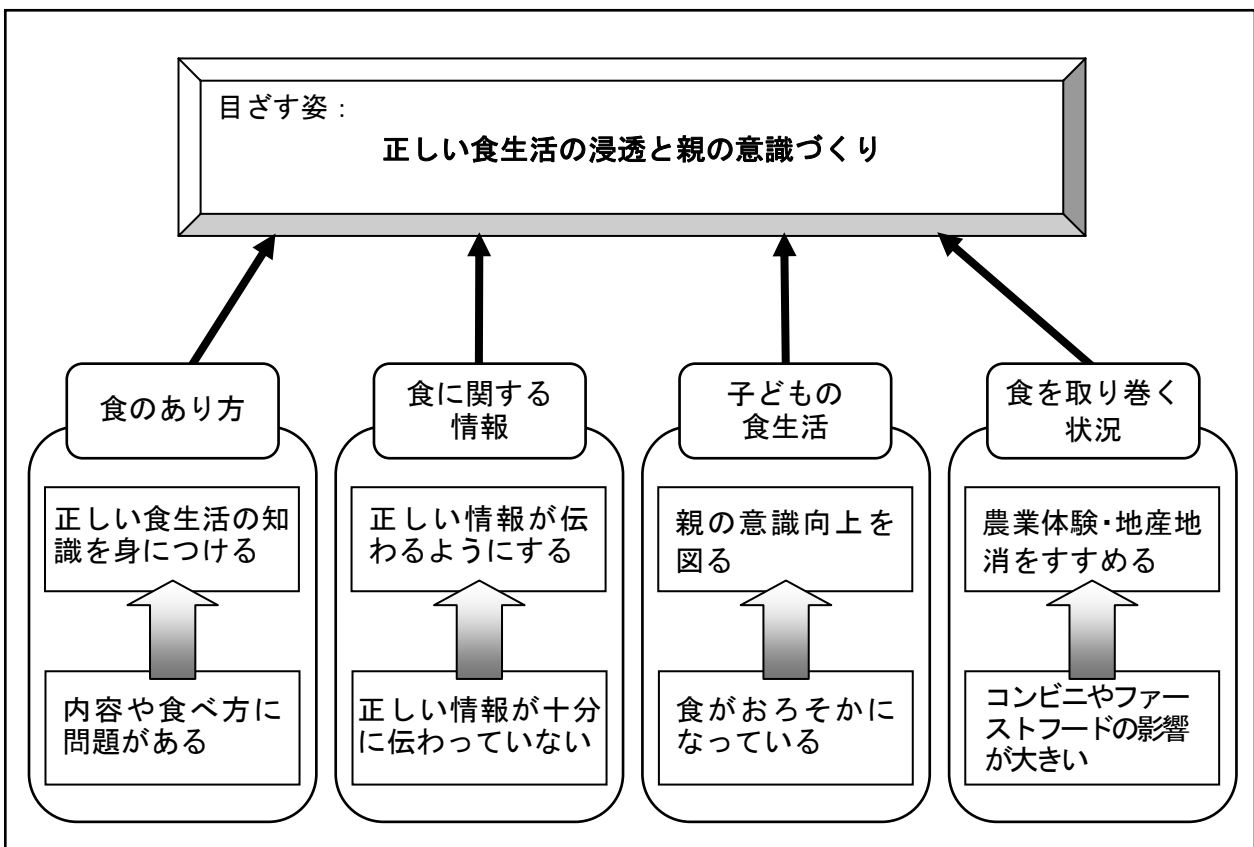 目ざす姿：
正しい食生活の浸透と親の意識づくり
食のあり方
食に関する
情報
子どもの
食生活
食を取り巻く
状況
正しい食生活の知
識を身につける
正しい情報が伝
わるようにする
親の意識向上を
図る
農業体験・地産地
消をすすめる
内容や食べ方に
問題がある
正しい情報が十分
に伝わっていない
食がおろそかに
なっている
コンビニやファー
ストフードの影響
が大きい